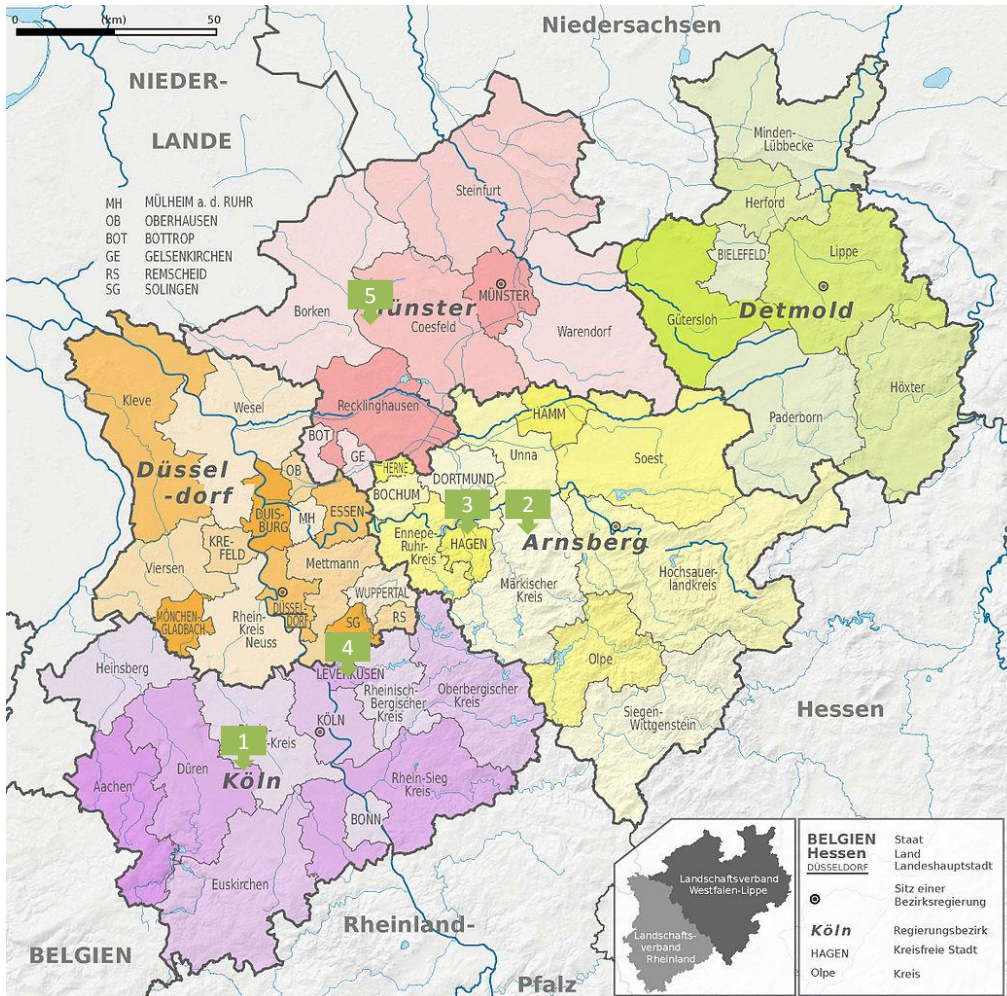 0 (km) 50
Niedersachsen
NIEDER-
LANDE
MH MÜLHEIM a. d. RUHR
OB OBERHAUSEN
BOT BOTTROP
GE GELSENKIRCHEN
RS REMSCHEID
SG SOLINGEN
Minden-
Lübbecke
Steinfurt
Herford
Lippe
BIELEFELD
5
MÜNSTER
Borken
ünster
Detmold
Coesfeld
Gütersloh
Warendorf
Höxter
Kleve
Wesel
Recklinghausen
HAMM
Paderborn
BOT
GE
Unna
Soest
OB
HERNE
DORTMUND
Düssel
-dorf
BOCHUM
ESSEN
DUIS-
BURG
MH
3
2
Ennepe-
Ruhr-
Kreis
HAGEN
Arnsberg
KRE-
FELD
Viersen
Mettmann
Märkischer
Kreis
Hochsauer-
landkreis
WUPPERTAL
MÖNCHEN-
GLADBACH
Rhein-
Kreis
Neuss
DÜSSEL-
DORF
SG
RS
4
Heinsberg
LEVERKUSEN
Olpe
Rheinisch-
Bergischer
Kreis
Oberbergischer
Kreis
Siegen-
Wittgenstein
Hessen
KÖLN
1
-Kreis
Düren
Köln
Aachen
Rhein-Sieg
Kreis
BONN
Euskirchen
Rheinland-
Pfalz
BELGIEN
Landschaftsverband
Westfalen-Lippe
Landschafts-
verband
Rheinland
BELGIEN Staat
Hessen Land
DÜSSELDORF Landeshauptstadt
Sitz einer
Bezirksregierung
Köln Regierungsbezirk
HAGEN Kreisfreie Stadt
Olpe Kreis